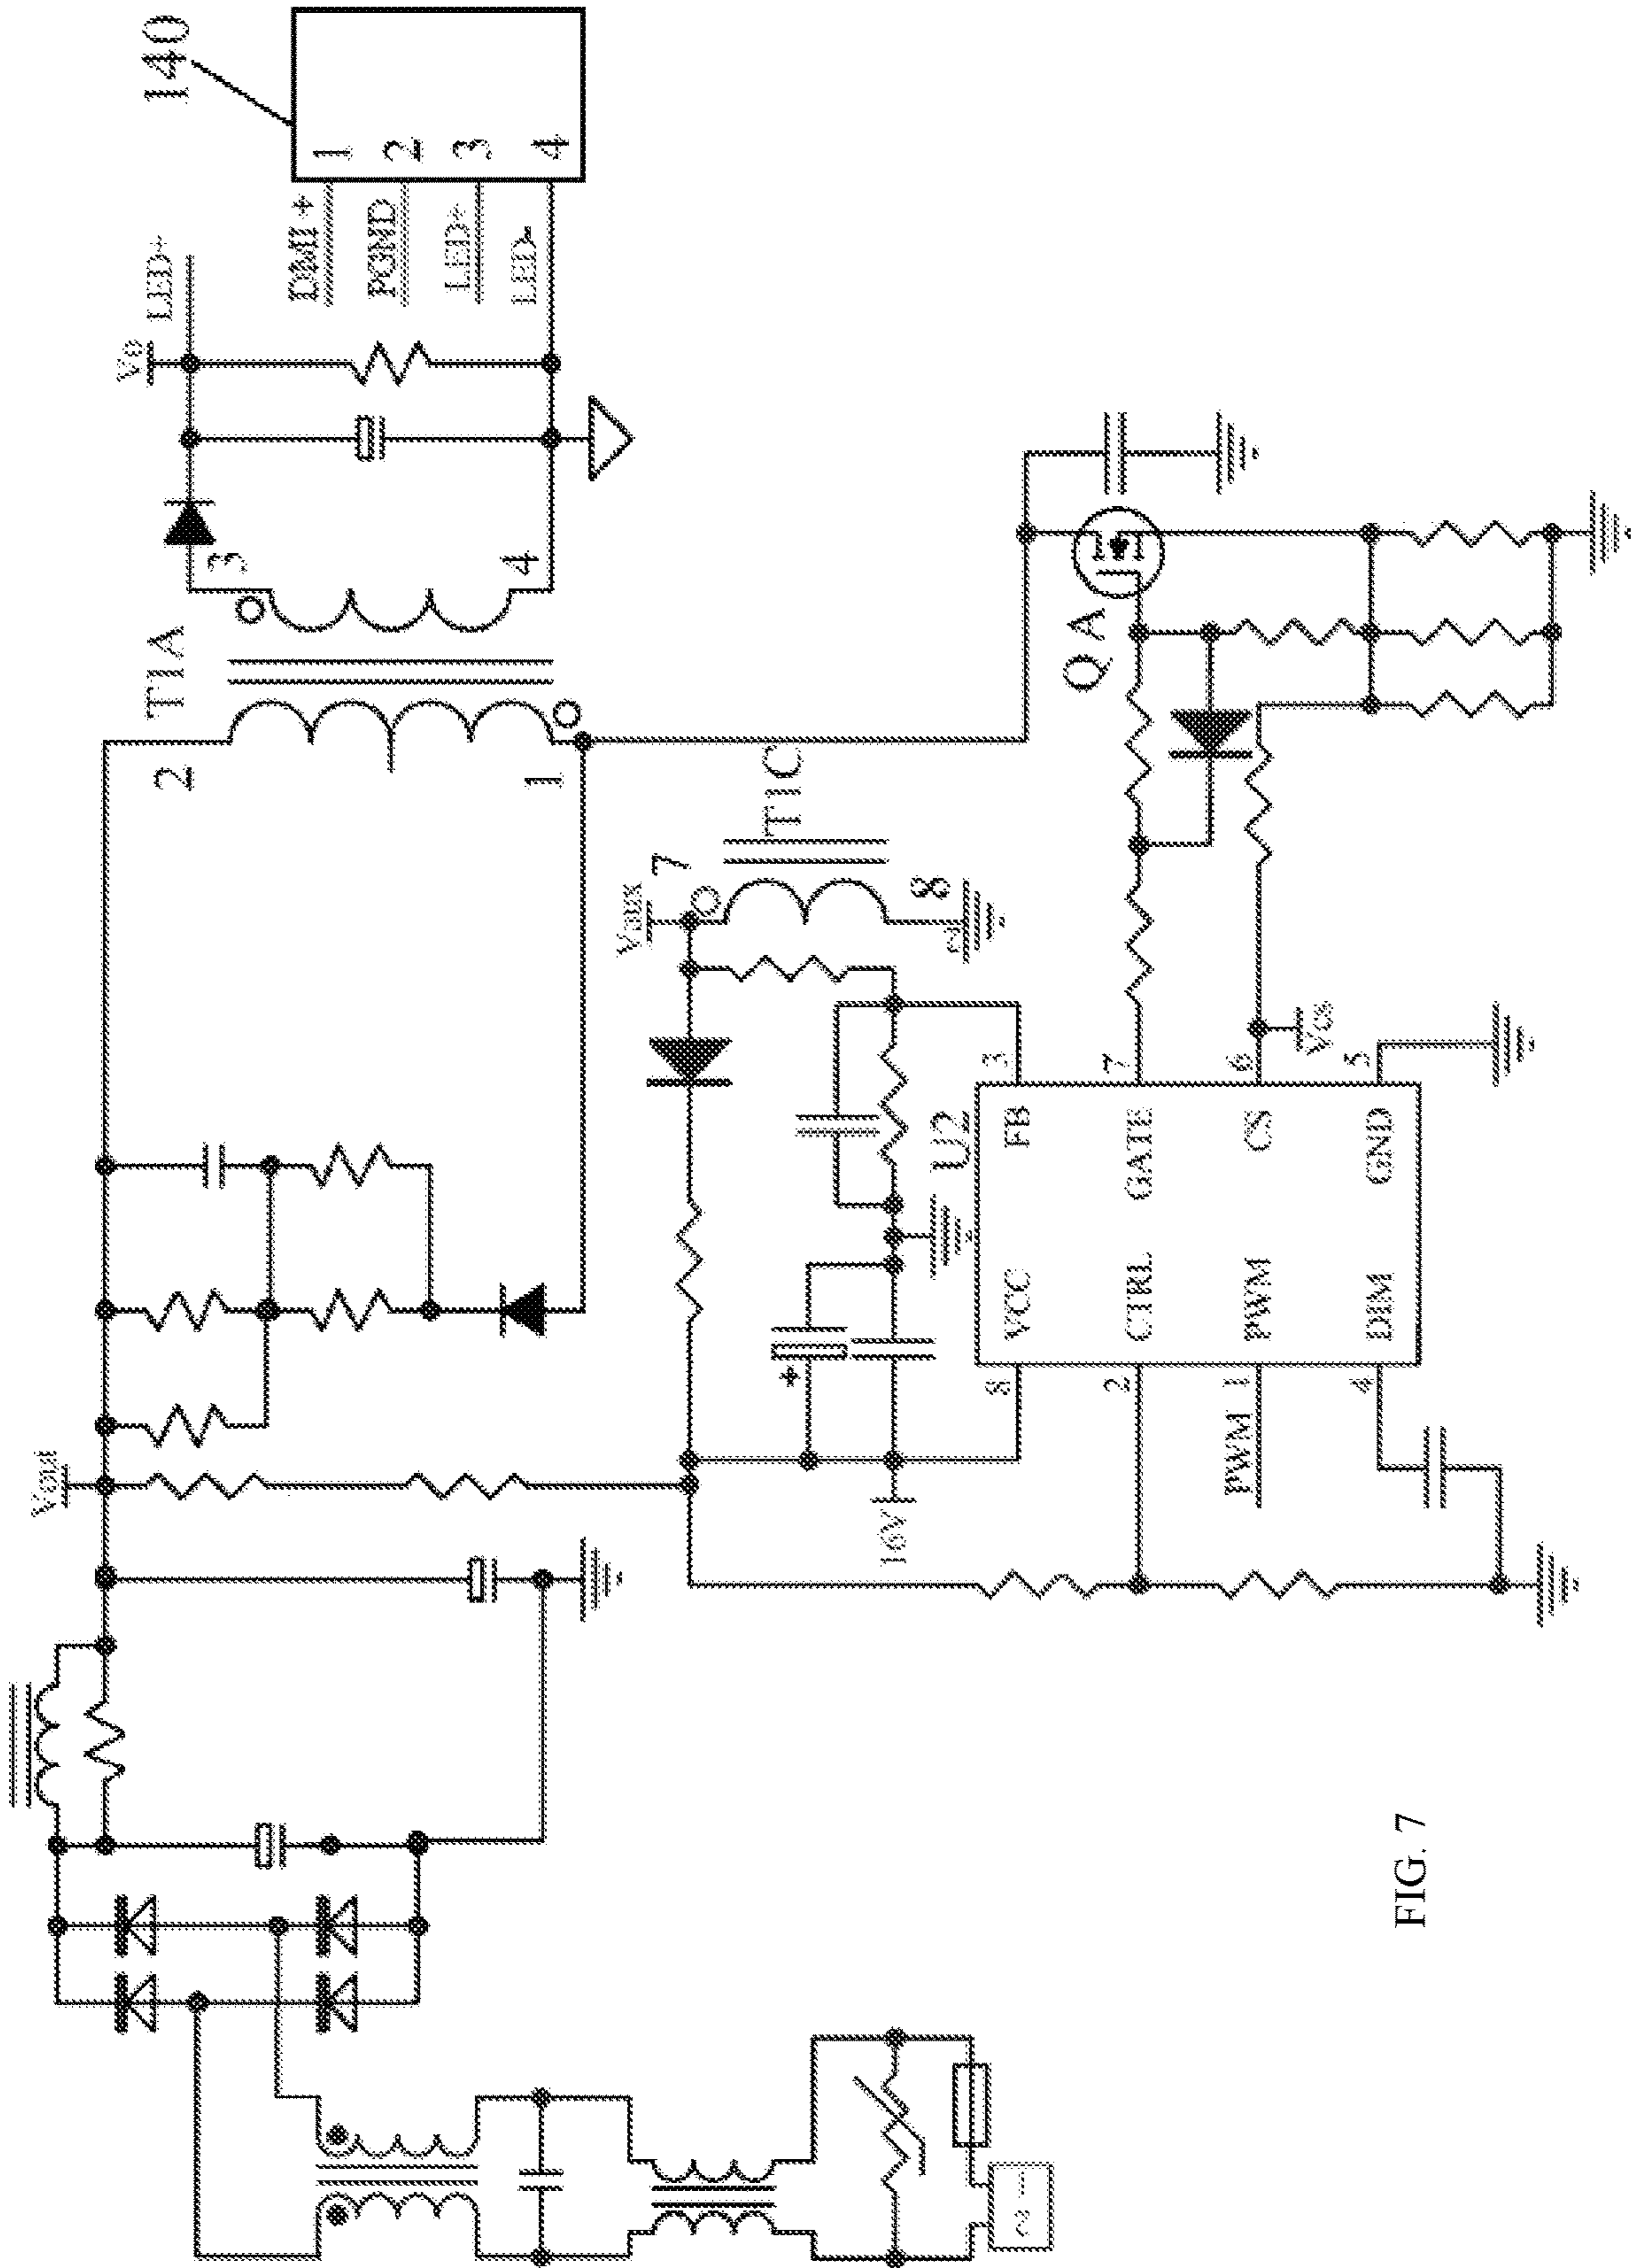 140
1
2
3
4
DMI +
PGND
LED+
LED-
LED+
Vo
3
4
T1A
2
1
T1C
7
8
Vaux
Q A
Vout
16V
U2
3
7
6
5
Vcs
FB
GATE
CS
GND
VCC
CTRL
PWM
DIM
8
2
1
4
PWM
FIG. 7